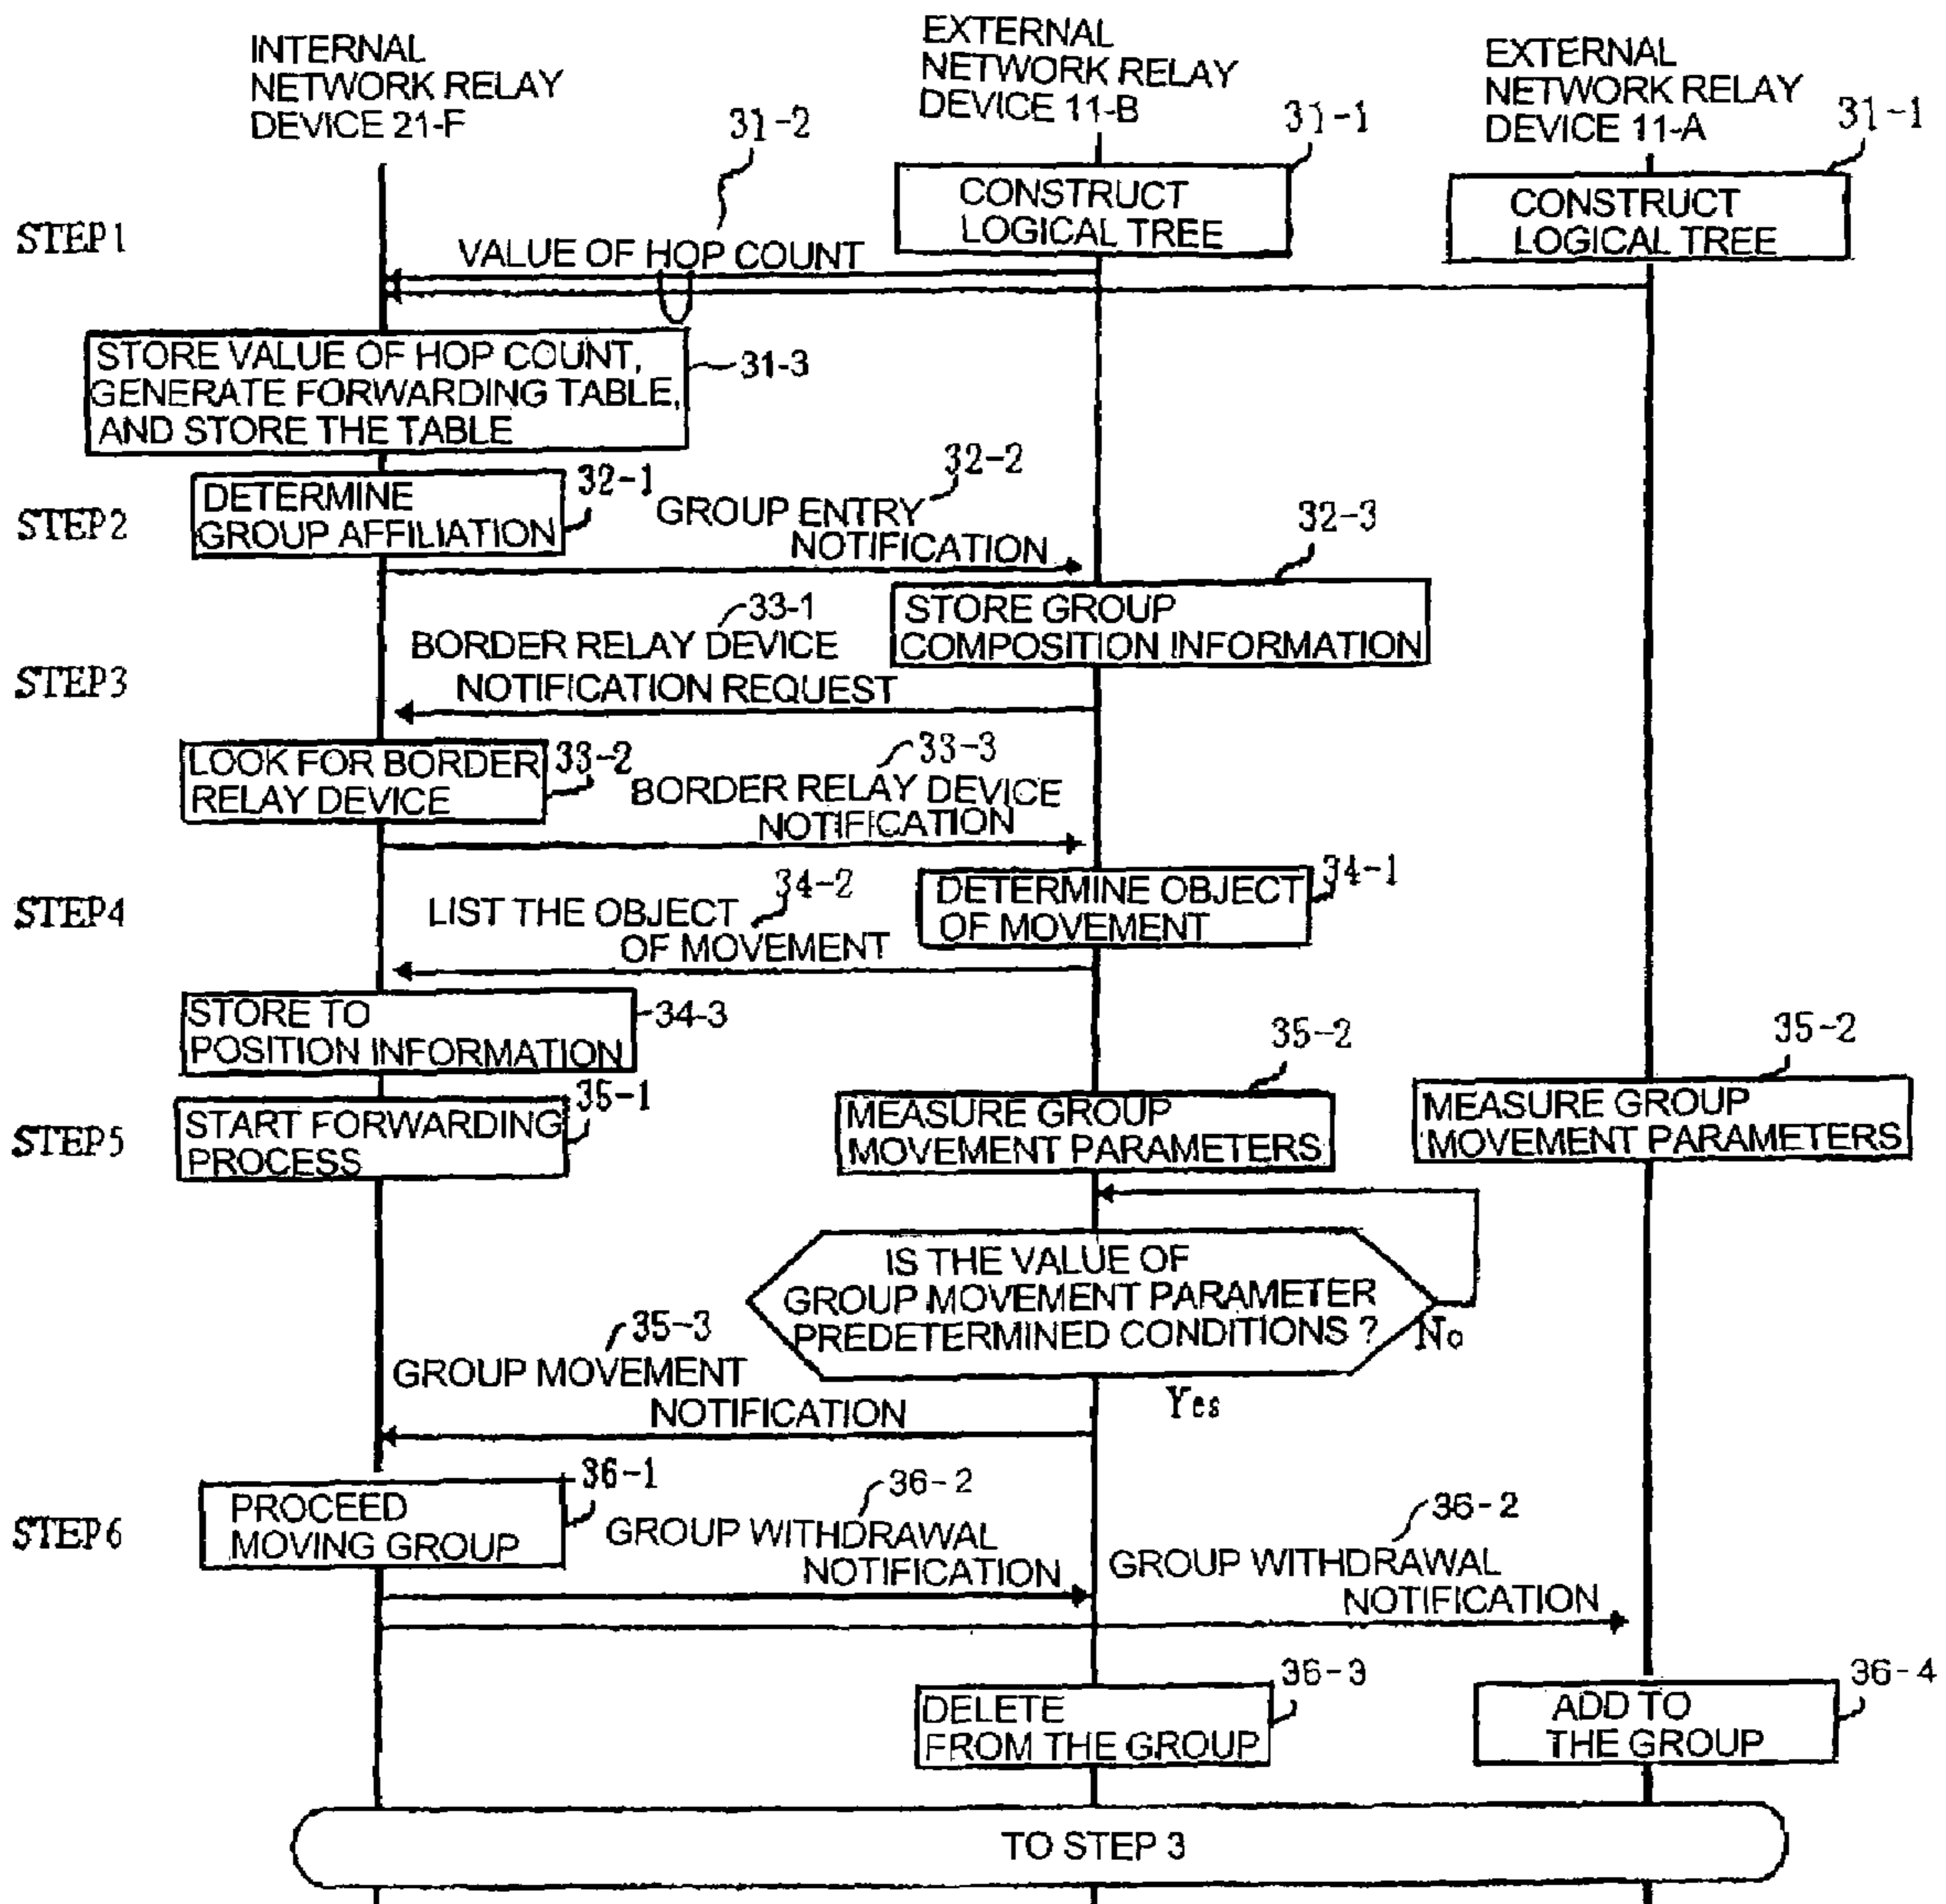 INTERNAL
NETWORK RELAY
DEVICE 21-F
EXTERNAL
NETWORK RELAY
DEVICE 11-B
EXTERNAL
NETWORK RELAY
DEVICE 11-A
31-2
31-1
31-1
STEP1
CONSTRUCT
LOGICAL TREE
CONSTRUCT
LOGICAL TREE
VALUE OF HOP COUNT
STORE VALUE OF HOP COUNT,
GENERATE FORWARDING TABLE,
AND STORE THE TABLE
31-3
STEP2
DETERMINE
GROUP AFFILIATION
32-1
32-2
GROUP ENTRY
NOTIFICATION
32-3
STORE GROUP
COMPOSITION INFORMATION
STEP3
33-1
BORDER RELAY DEVICE
NOTIFICATION REQUEST
LOOK FOR BORDER
RELAY DEVICE
33-2
33-3
BORDER RELAY DEVICE
NOTIFICATION
STEP4
34-2
LIST THE OBJECT
OF MOVEMENT
DETERMINE OBJECT
OF MOVEMENT
34-1
STORE TO
POSITION INFORMATION
34-3
STEP5
START FORWARDING
PROCESS
35-1
35-2
MEASURE GROUP
MOVEMENT PARAMETERS
35-2
MEASURE GROUP
MOVEMENT PARAMETERS
IS THE VALUE OF
GROUP MOVEMENT PARAMETER
PREDETERMINED CONDITIONS ?
No
Yes
35-3
GROUP MOVEMENT
NOTIFICATION
STEP6
PROCEED
MOVING GROUP
36-1
36-2
GROUP WITHDRAWAL
NOTIFICATION
36-2
GROUP WITHDRAWAL
NOTIFICATION
36-3
DELETE
FROM THE GROUP
36-4
ADD TO
THE GROUP
TO STEP 3